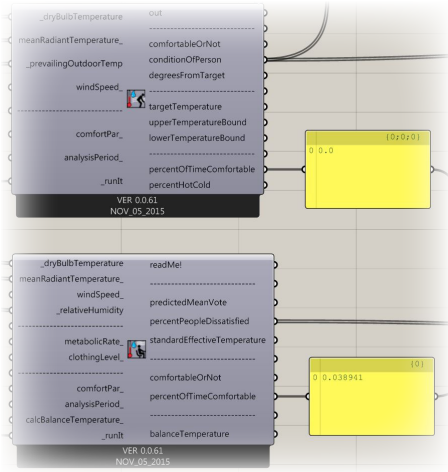 _dryBulbTemperature
out
meanRadiantTemperature_
comfortableOrNot
_prevailingOutdoorTemp
conditionOfPerson
degreesFromTarget
windSpeed_
targetTemperature
upperTemperatureBound
comfortPar_
lowerTemperatureBound
analysisPeriod_
percentOfTimeComfortable
_runIt
percentHotCold
VER 0.0.61
NOV_05_2015
{0;0;0}
0 0.0
_dryBulbTemperature
readMe!
meanRadiantTemperature_
windSpeed_
predictedMeanVote
_relativeHumidity
percentPeopleDissatisfied
metabolicRate_
standardEffectiveTemperature
clothingLevel_
comfortableOrNot
comfortPar_
percentOfTimeComfortable
analysisPeriod_
calcBalanceTemperature_
_runIt
balanceTemperature
VER 0.0.61
NOV_05_2015
{0}
0 0.038941